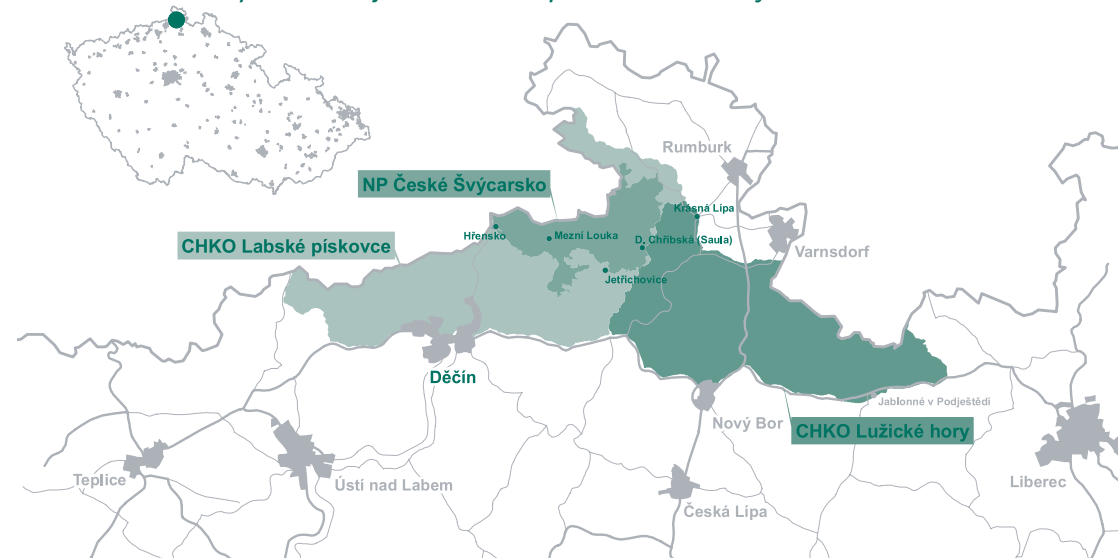 Rumburk
NP České Švýcarsko
Krásná Lípa
Hřensko
Mezní Louka
D. Chřibská (Saula)
CHKO Labské pískovce
Varnsdorf
Jetřichovice
Děčín
Jablonné v Podještědí
Nový Bor
CHKO Lužické hory
Teplice
Ústí nad Labem
Liberec
Česká Lípa